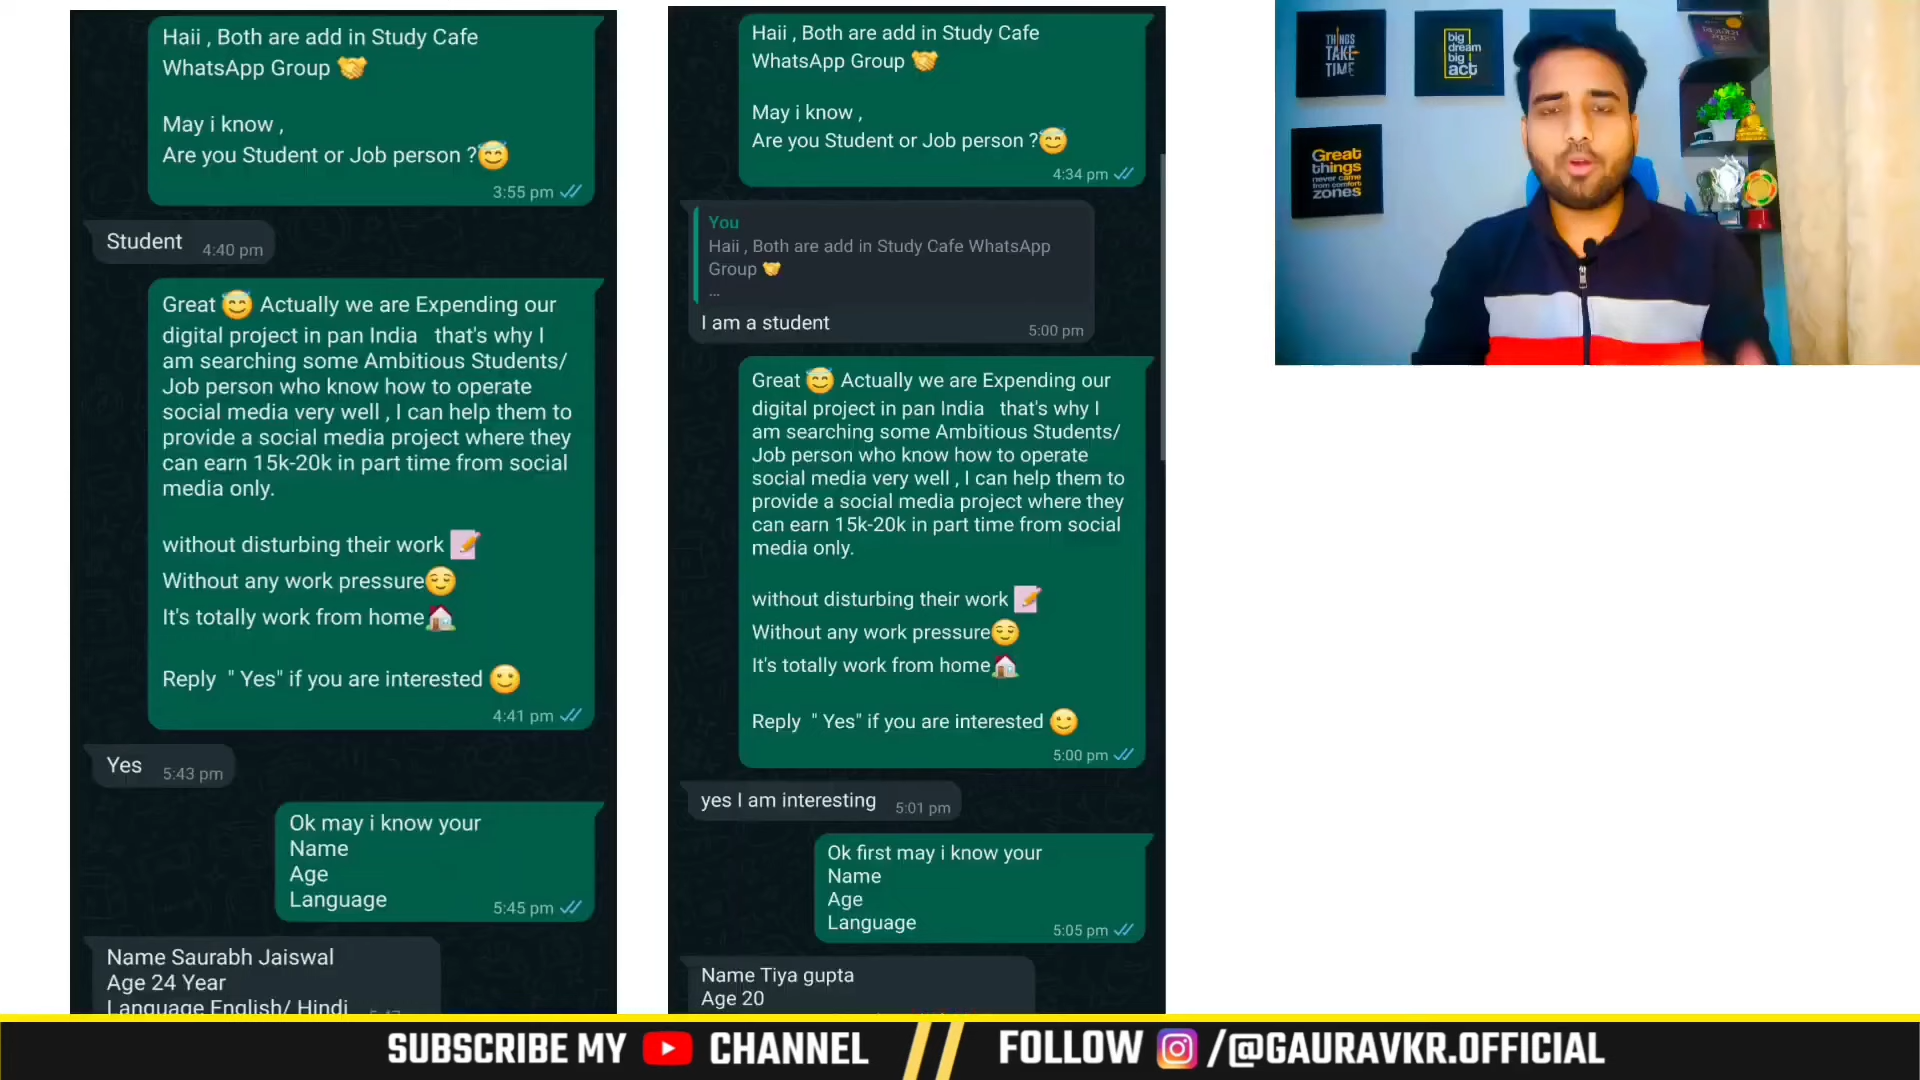 Haii , Both are add in Study Cafe
WhatsApp Group 🤝
May i know ,
Are you Student or Job person ?😇
3:55 pm
Student
4:40 pm
Great 😇 Actually we are Expending our
digital project in pan India that's why I
am searching some Ambitious Students/
Job person who know how to operate
social media very well , I can help them to
provide a social media project where they
can earn 15k-20k in part time from social
media only.
without disturbing their work 📝
Without any work pressure😌
It's totally work from home🏠
Reply " Yes" if you are interested 🙂
4:41 pm
Yes
5:43 pm
Ok may i know your
Name
Age
Language
5:45 pm
Name Saurabh Jaiswal
Age 24 Year
Language English/ Hindi
Haii , Both are add in Study Cafe
WhatsApp Group 🤝
May i know ,
Are you Student or Job person ?😇
4:34 pm
You
Haii , Both are add in Study Cafe WhatsApp
Group 🤝
...
I am a student
5:00 pm
Great 😇 Actually we are Expending our
digital project in pan India that's why I
am searching some Ambitious Students/
Job person who know how to operate
social media very well , I can help them to
provide a social media project where they
can earn 15k-20k in part time from social
media only.
without disturbing their work 📝
Without any work pressure😌
It's totally work from home🏠
Reply " Yes" if you are interested 🙂
5:00 pm
yes I am interesting
5:01 pm
Ok first may i know your
Name
Age
Language
5:05 pm
Name Tiya gupta
Age 20
THINGS
TAKE
TIME
big
dream
big
act
Great
things
never came
from comfort
zones
SUBSCRIBE MY CHANNEL
FOLLOW /@GAURAVKR.OFFICIAL